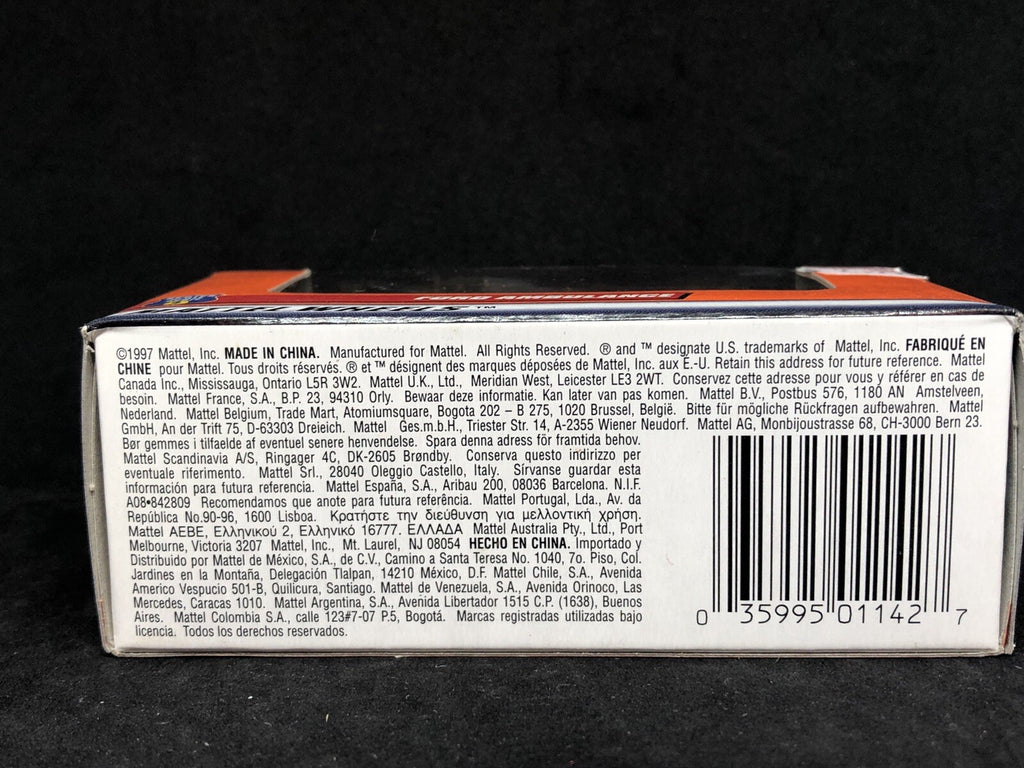 FORD AMBULANCE
MATTEL WHEELS™
©1997 Mattel, Inc. MADE IN CHINA. Manufactured for Mattel. All Rights Reserved. ® and ™ designate U.S. trademarks of Mattel, Inc. FABRIQUÉ EN
CHINE pour Mattel. Tous droits réservés. ® et ™ désignent des marques déposées de Mattel, Inc. aux E.-U. Retain this address for future reference. Mattel
Canada Inc., Mississauga, Ontario L5R 3W2. Mattel U.K., Ltd., Meridian West, Leicester LE3 2WT. Conservez cette adresse pour vous y référer en cas de
besoin. Mattel France, S.A., B.P. 23, 94310 Orly. Bewaar deze informatie. Kan later van pas komen. Mattel B.V., Postbus 576, 1180 AN Amstelveen,
Nederland. Mattel Belgium, Trade Mart, Atomiumsquare, Bogota 202 – B 275, 1020 Brussel, België. Bitte für mögliche Rückfragen aufbewahren. Mattel
GmbH, An der Trift 75, D-63303 Dreieich. Mattel Ges.m.b.H., Triester Str. 14, A-2355 Wiener Neudorf. Mattel AG, Monbijoustrasse 68, CH-3000 Bern 23.
Bør gemmes i tilfaelde af eventuel senere henvendelse. Spara denna adress för framtida behov.
Mattel Scandinavia A/S, Ringager 4C, DK-2605 Brøndby. Conserva questo indirizzo per
eventuale riferimento. Mattel Srl., 28040 Oleggio Castello, Italy. Sírvanse guardar esta
información para futura referencia. Mattel España, S.A., Aribau 200, 08036 Barcelona. N.I.F.
A08•842809 Recomendamos que anote para futura referência. Mattel Portugal, Lda., Av. da
República No.90-96, 1600 Lisboa. Κρατήστε την διεύθυνση για μελλοντική χρήση.
Mattel AEBE, Ελληνικού 2, Ελληνικό 16777. ΕΛΛΑΔΑ Mattel Australia Pty., Ltd., Port
Melbourne, Victoria 3207 Mattel, Inc., Mt. Laurel, NJ 08054 HECHO EN CHINA. Importado y
Distribuido por Mattel de México, S.A., de C.V., Camino a Santa Teresa No. 1040, 7o. Piso, Col.
Jardines en la Montaña, Delegación Tlalpan, 14210 México, D.F. Mattel Chile, S.A., Avenida
Americo Vespucio 501-B, Quilicura, Santiago. Mattel de Venezuela, S.A., Avenida Orinoco, Las
Mercedes, Caracas 1010. Mattel Argentina, S.A., Avenida Libertador 1515 C.P. (1638), Buenos
Aires. Mattel Colombia S.A., calle 123#7-07 P.5, Bogotá. Marcas registradas utilizadas bajo
licencia. Todos los derechos reservados.
0 35995 01142 7